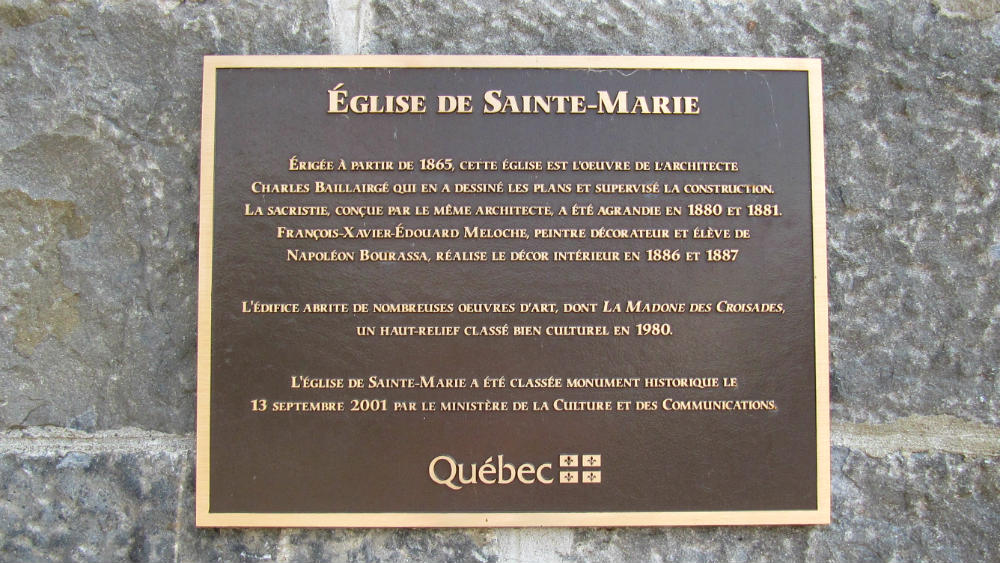 Église de Sainte-Marie
Érigée à partir de 1865, cette église est l'oeuvre de l'architecte
Charles Baillairgé qui en a dessiné les plans et supervisé la construction.
La sacristie, conçue par le même architecte, a été agrandie en 1880 et 1881.
François-Xavier-Édouard Meloche, peintre décorateur et élève de
Napoléon Bourassa, réalise le décor intérieur en 1886 et 1887
L'édifice abrite de nombreuses oeuvres d'art, dont La Madone des Croisades,
un haut-relief classé bien culturel en 1980.
L'église de Sainte-Marie a été classée monument historique le
13 septembre 2001 par le ministère de la Culture et des Communications.
Québec